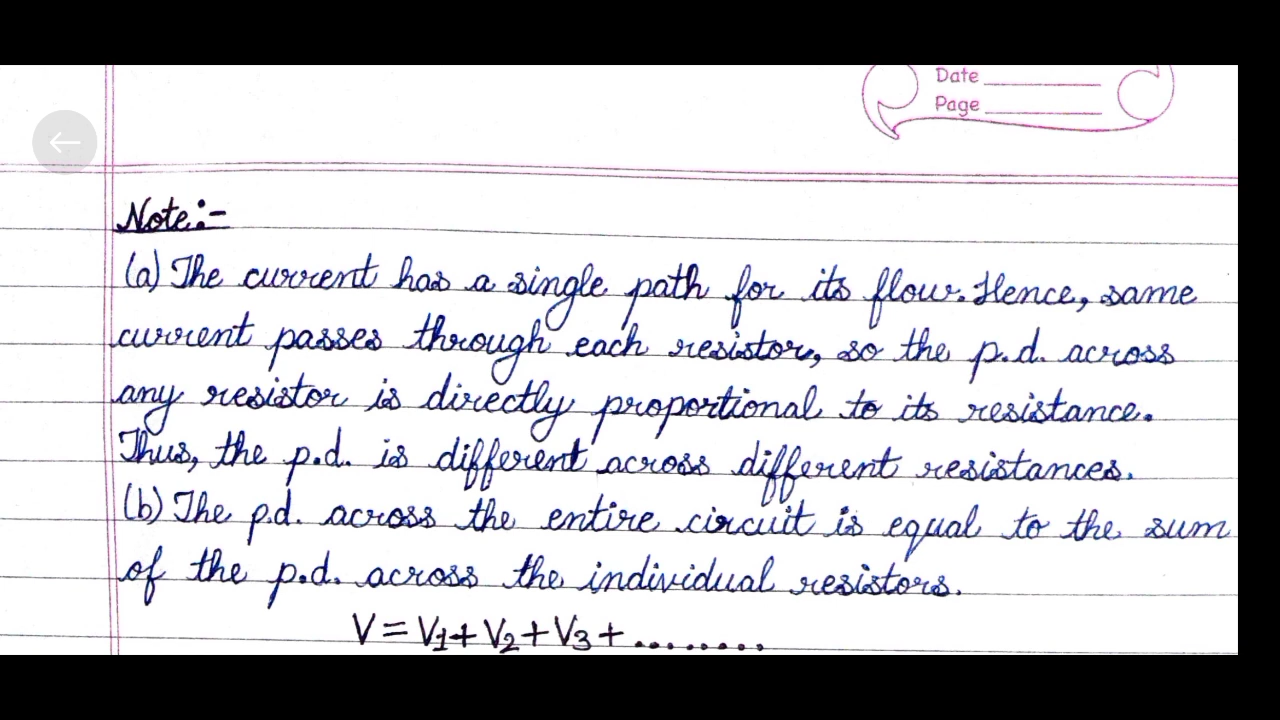 Date
Page
Note:-
(a) The current has a single path for its flow. Hence, same
current passes through each resistor, so the p.d. across
any resistor is directly proportional to its resistance.
Thus, the p.d. is different across different resistances.
(b) The p.d. across the entire circuit is equal to the sum
of the p.d. across the individual resistors.
V = V1 + V2 + V3 + ........